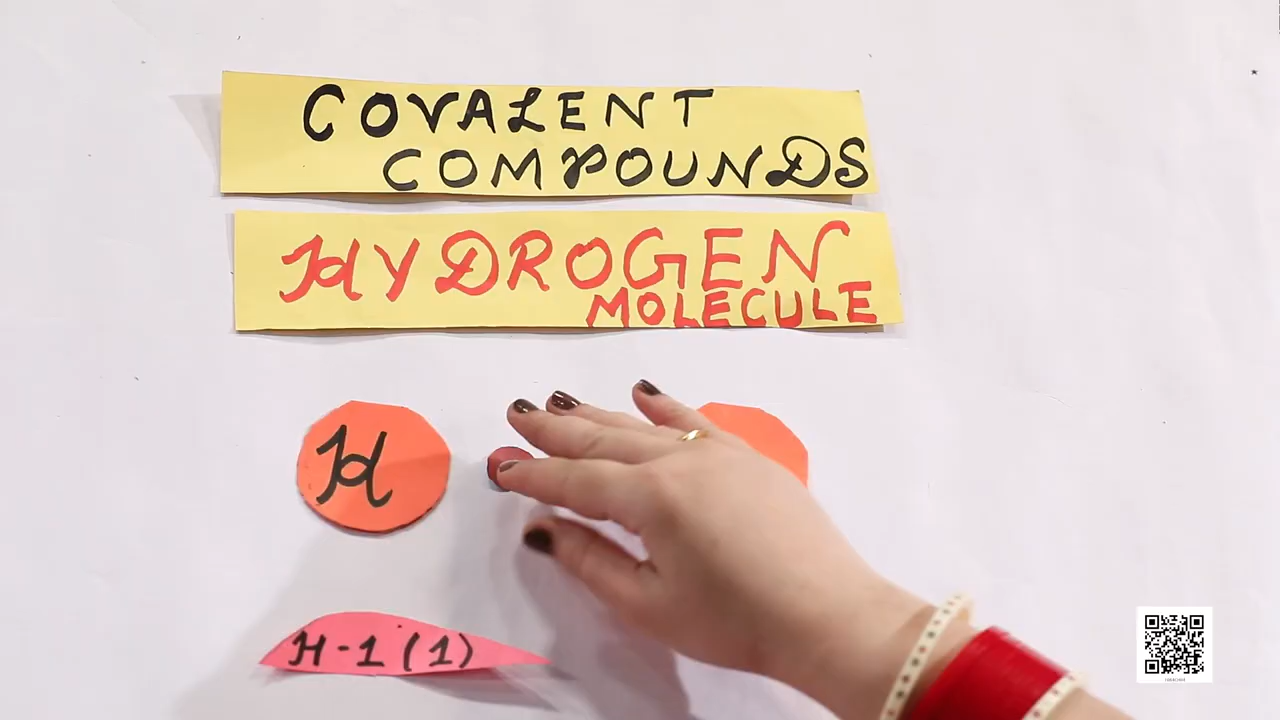 COVALENT
COMPOUNDS
HYDROGEN
MOLECULE
H
H-1 (1)